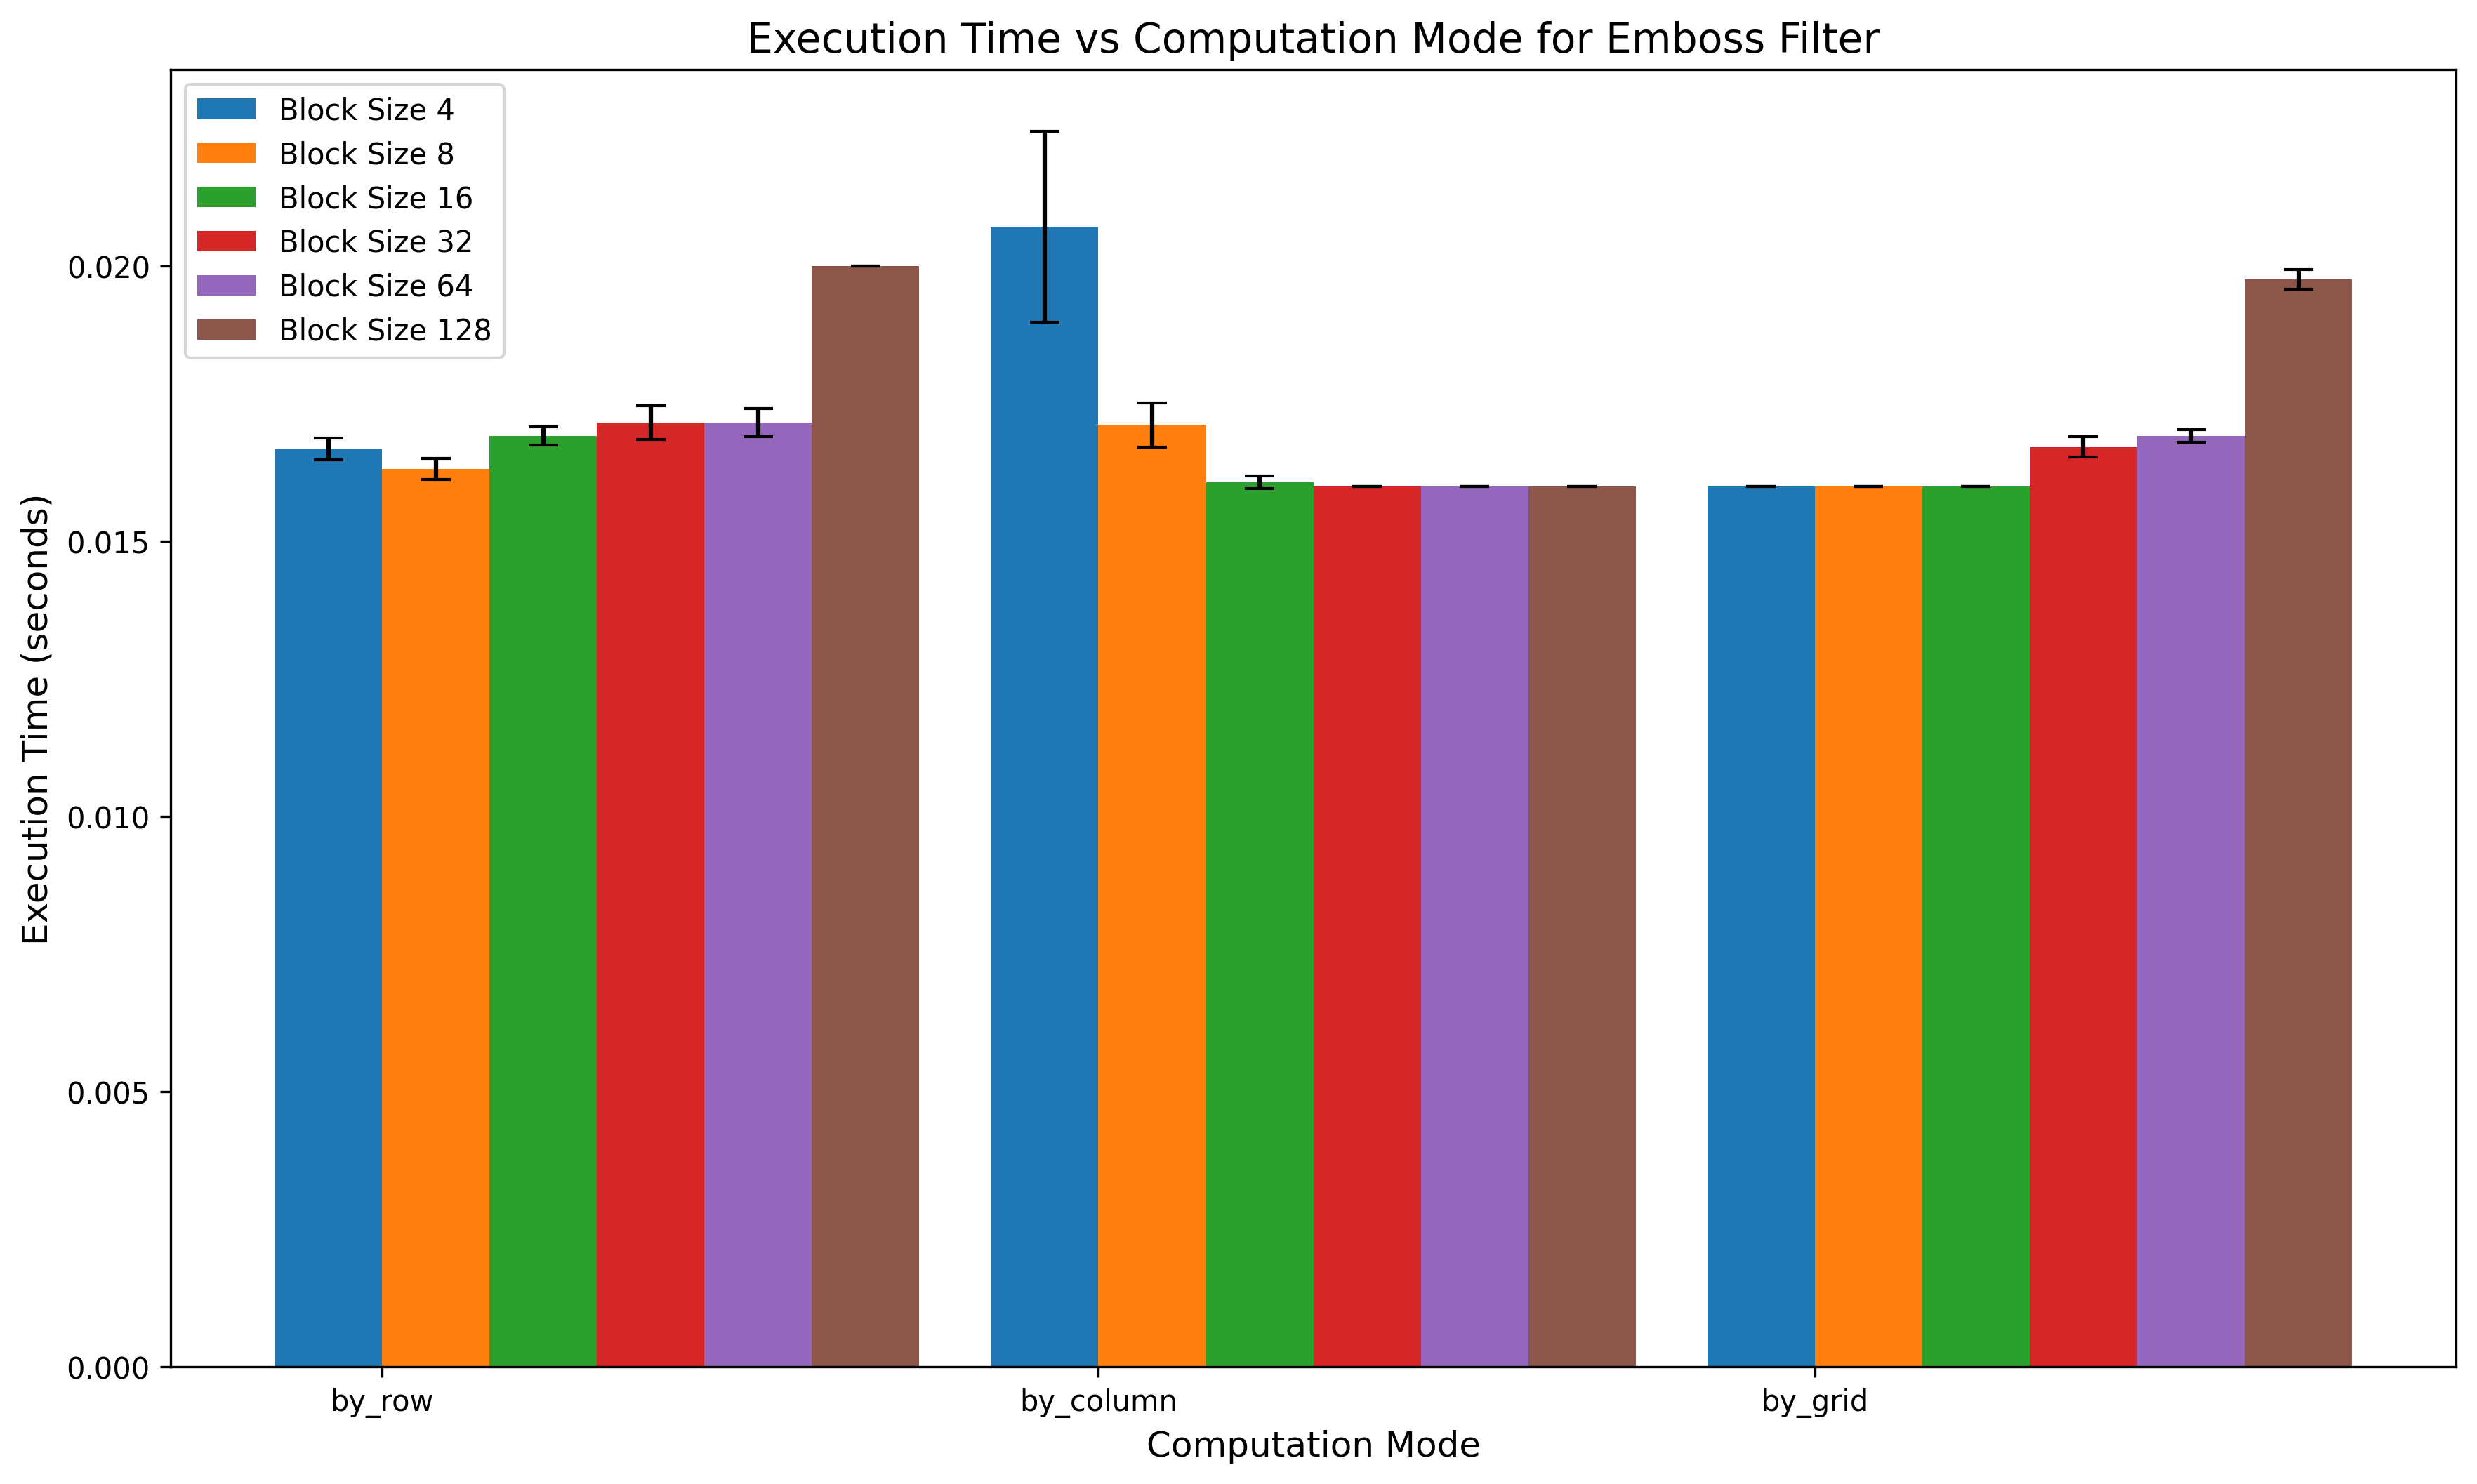 Execution Time vs Computation Mode for Emboss Filter
Block Size 4
Block Size 8
Block Size 16
Block Size 32
Block Size 64
Block Size 128
Execution Time (seconds)
0.020
0.015
0.010
0.005
0.000
by_row by_column by_grid
Computation Mode